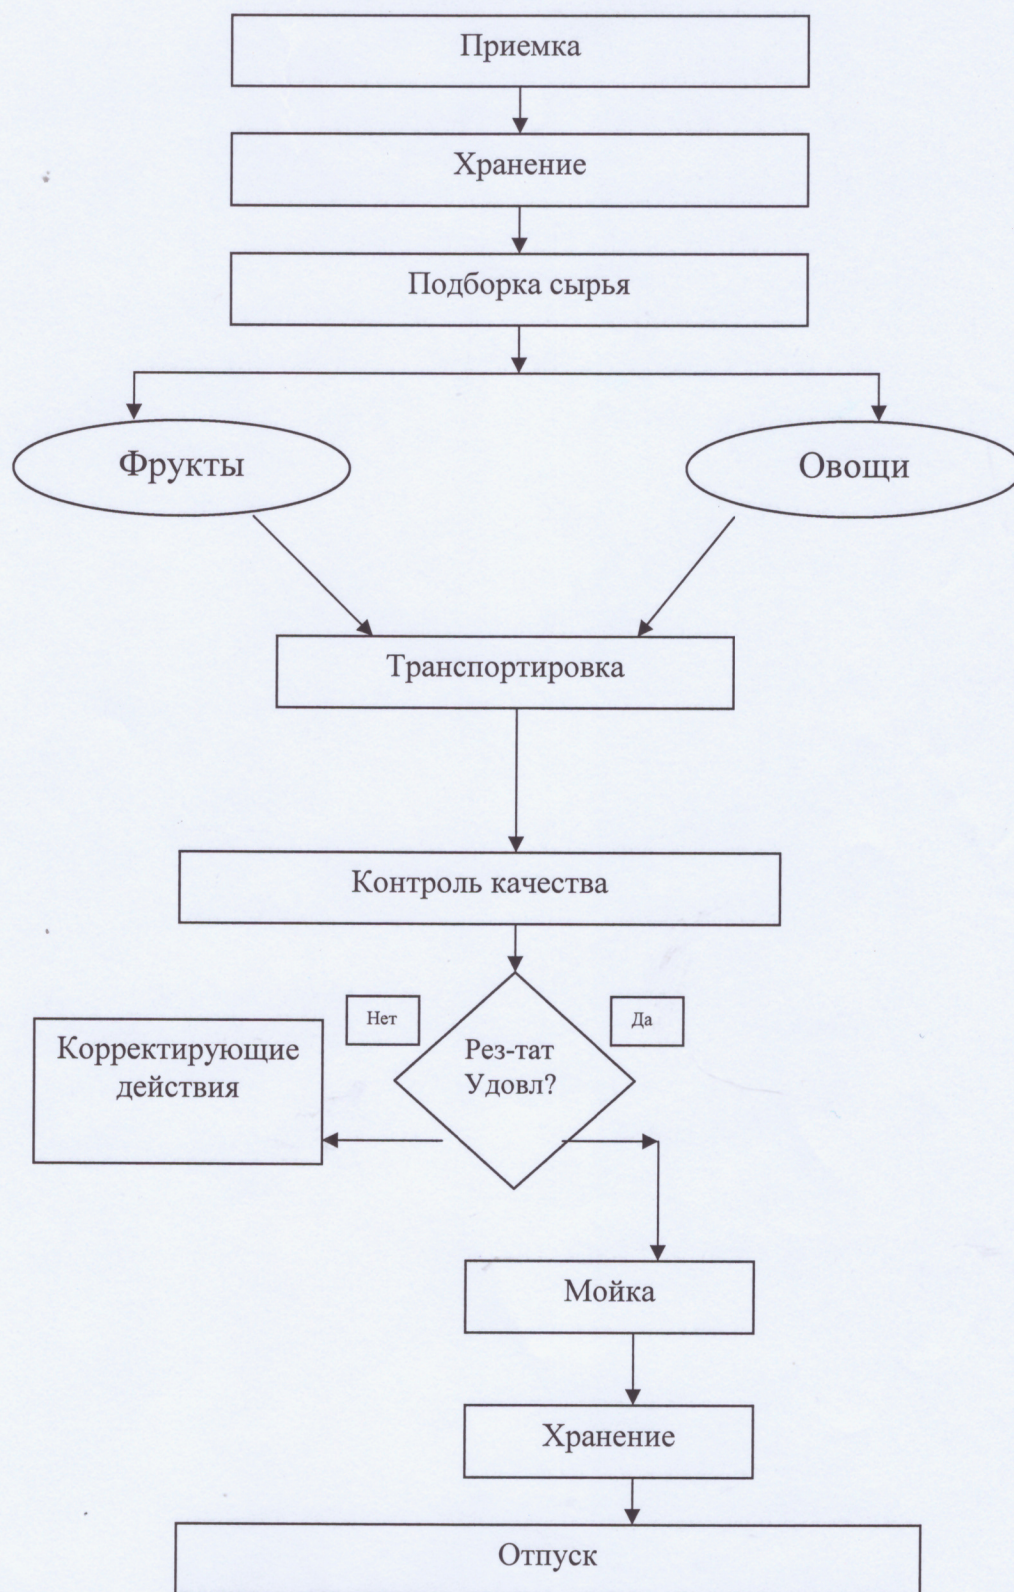 Приемка
Хранение
Подборка сырья
Фрукты
Овощи
Транспортировка
Контроль качества
Нет
Да
Корректирующие
действия
Рез-тат
Удовл?
Мойка
Хранение
Отпуск